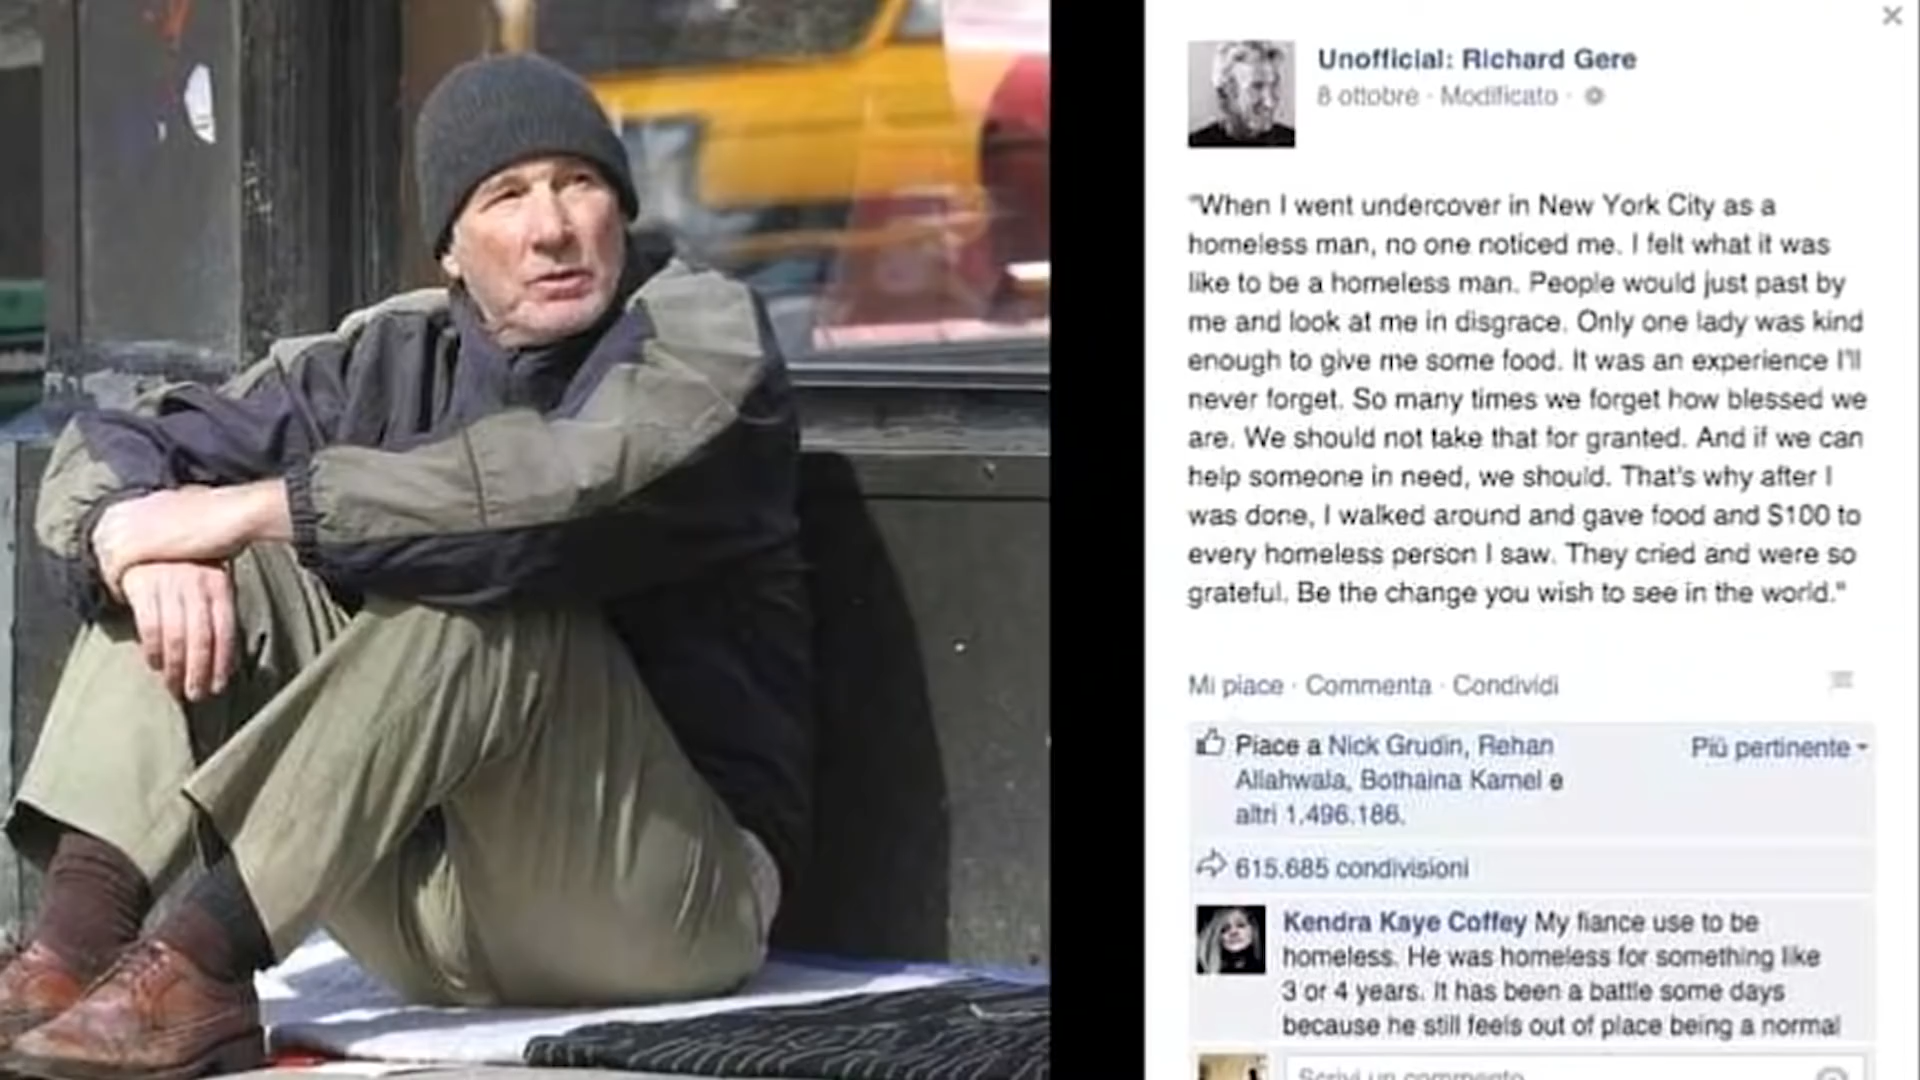 Unofficial: Richard Gere
8 ottobre · Modificato ·
"When I went undercover in New York City as a
homeless man, no one noticed me. I felt what it was
like to be a homeless man. People would just past by
me and look at me in disgrace. Only one lady was kind
enough to give me some food. It was an experience I'll
never forget. So many times we forget how blessed we
are. We should not take that for granted. And if we can
help someone in need, we should. That's why after I
was done, I walked around and gave food and $100 to
every homeless person I saw. They cried and were so
grateful. Be the change you wish to see in the world."
Mi piace · Commenta · Condividi
Piace a Nick Grudin, Rehan
Allahwala, Bothaina Kamel e
altri 1.496.186.
Più pertinente
615.685 condivisioni
Kendra Kaye Coffey My fiance use to be
homeless. He was homeless for something like
3 or 4 years. It has been a battle some days
because he still feels out of place being a normal
Scrivi un commento...